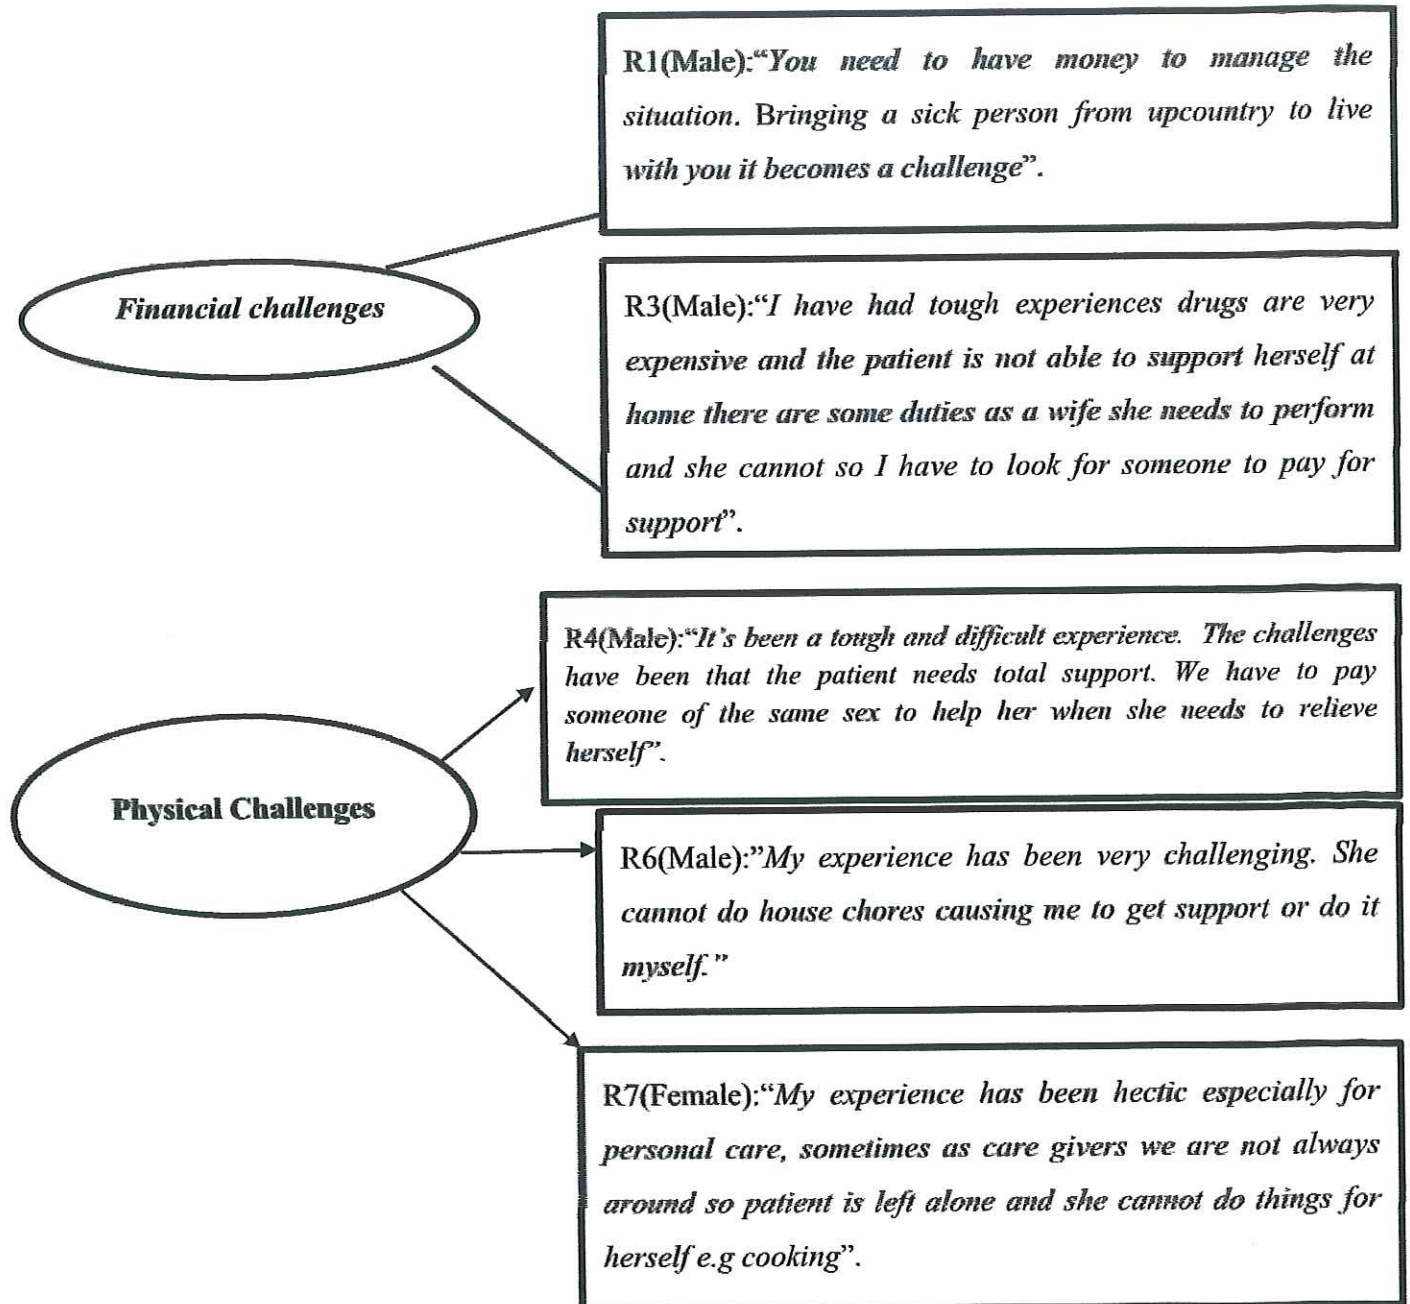 R1(Male):“You need to have money to manage the
situation. Bringing a sick person from upcountry to live
with you it becomes a challenge”.
Financial challenges
R3(Male):“I have had tough experiences drugs are very
expensive and the patient is not able to support herself at
home there are some duties as a wife she needs to perform
and she cannot so I have to look for someone to pay for
support”.
R4(Male):“It’s been a tough and difficult experience. The challenges
have been that the patient needs total support. We have to pay
someone of the same sex to help her when she needs to relieve
herself”.
Physical Challenges
R6(Male):”My experience has been very challenging. She
cannot do house chores causing me to get support or do it
myself.”
R7(Female):“My experience has been hectic especially for
personal care, sometimes as care givers we are not always
around so patient is left alone and she cannot do things for
herself e.g cooking”.